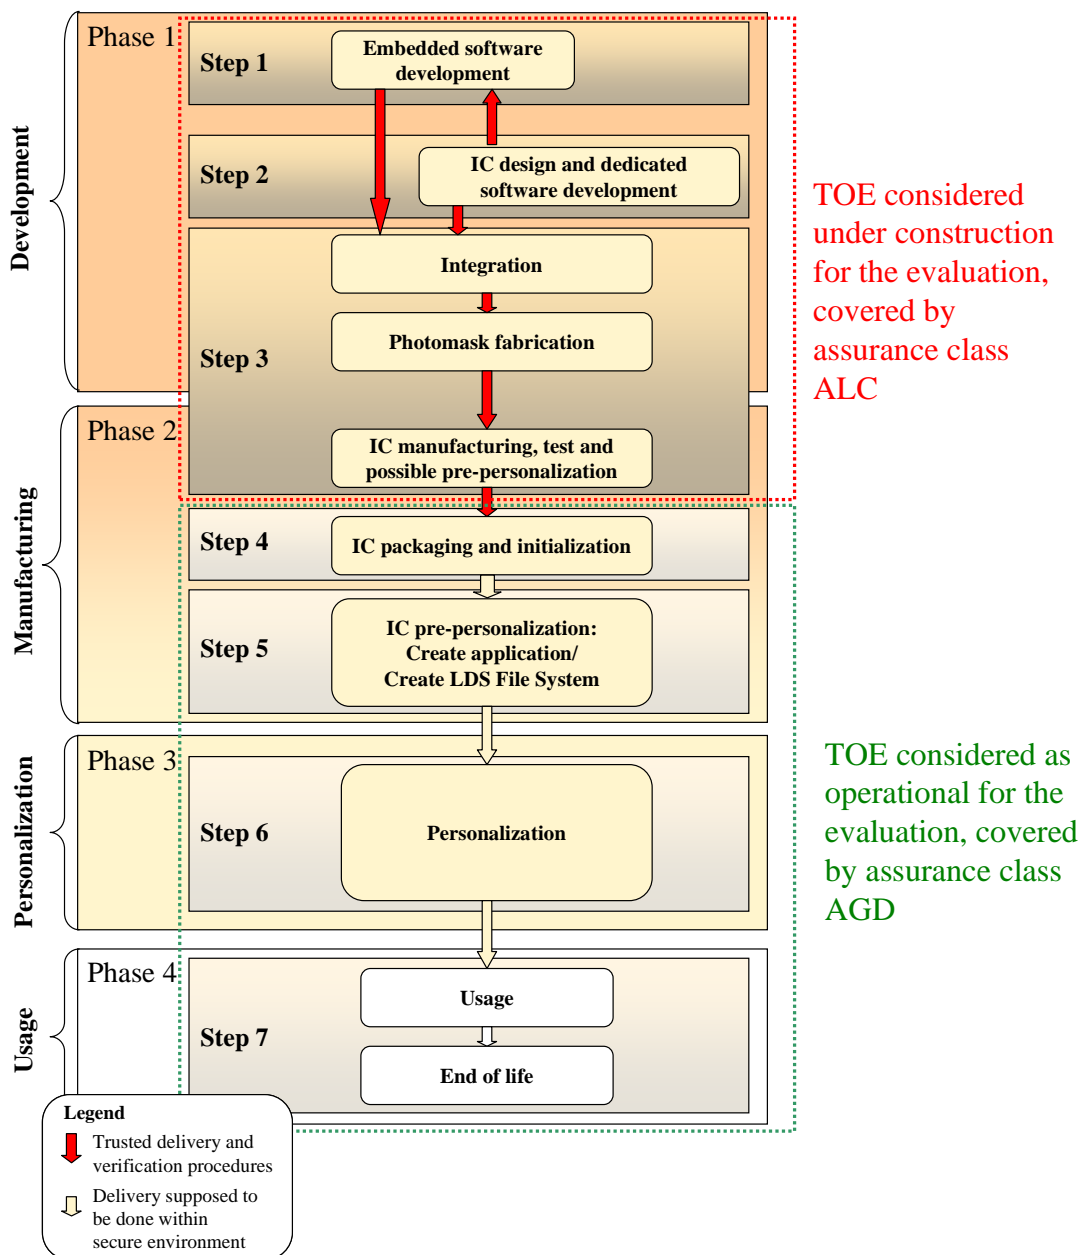 Development
Phase 1
Step 1
Embedded software
development
Step 2
IC design and dedicated
software development
Step 3
Integration
Photomask fabrication
Manufacturing
Phase 2
IC manufacturing, test and
possible pre-personalization
Step 4
IC packaging and initialization
Step 5
IC pre-personalization:
Create application/
Create LDS File System
Personalization
Phase 3
Step 6
Personalization
Usage
Phase 4
Step 7
Usage
End of life
TOE considered
under construction
for the evaluation,
covered by
assurance class
ALC
TOE considered as
operational for the
evaluation, covered
by assurance class
AGD
Legend
Trusted delivery and
verification procedures
Delivery supposed to
be done within
secure environment